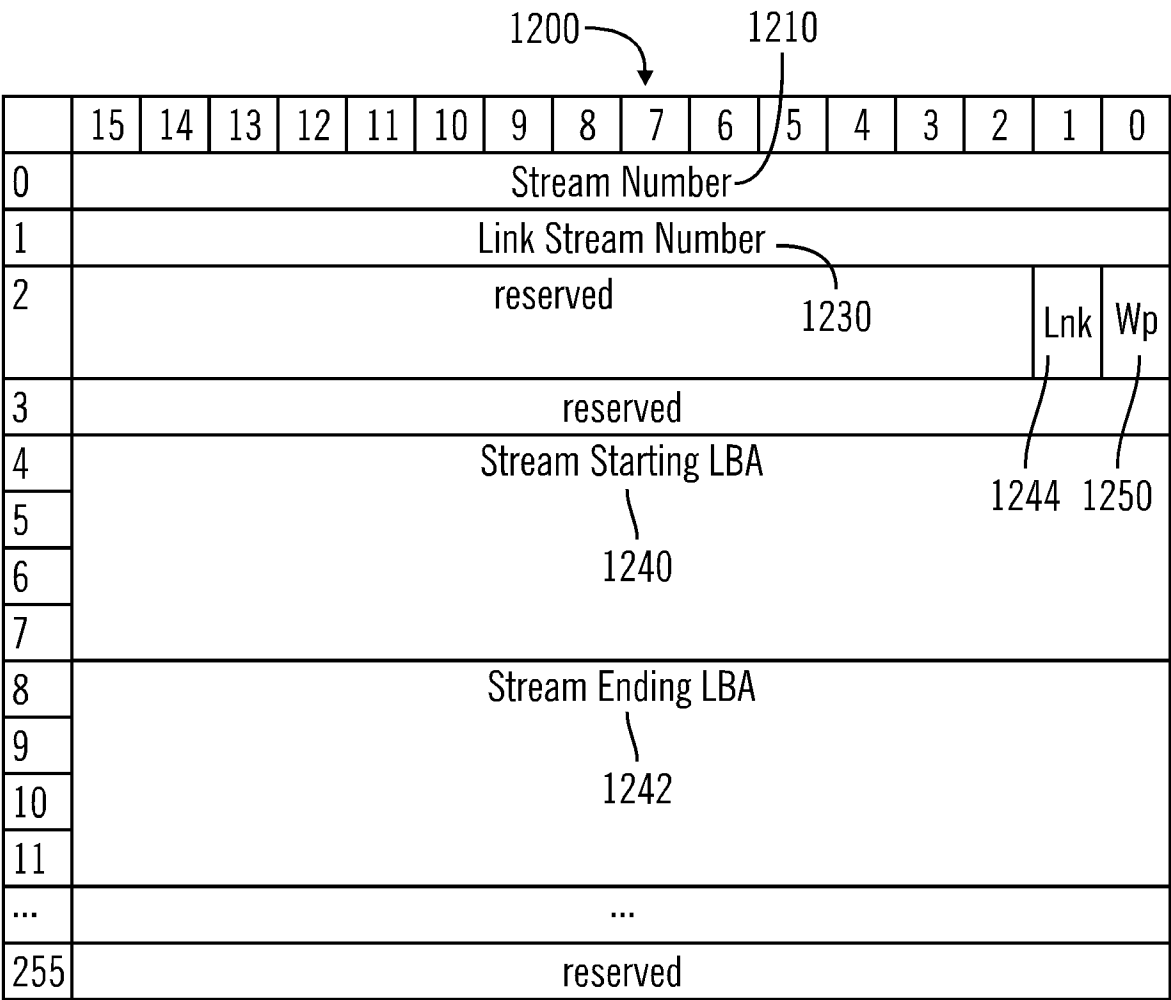 1200 1210
15 14 13 12 11 10 9 8 7 6 5 4 3 2 1 0
0 Stream Number
1 Link Stream Number
2 reserved 1230 Lnk Wp
3 reserved
4 Stream Starting LBA
1244 1250
5
6 1240
7
8 Stream Ending LBA
9
10 1242
11
... ...
255 reserved